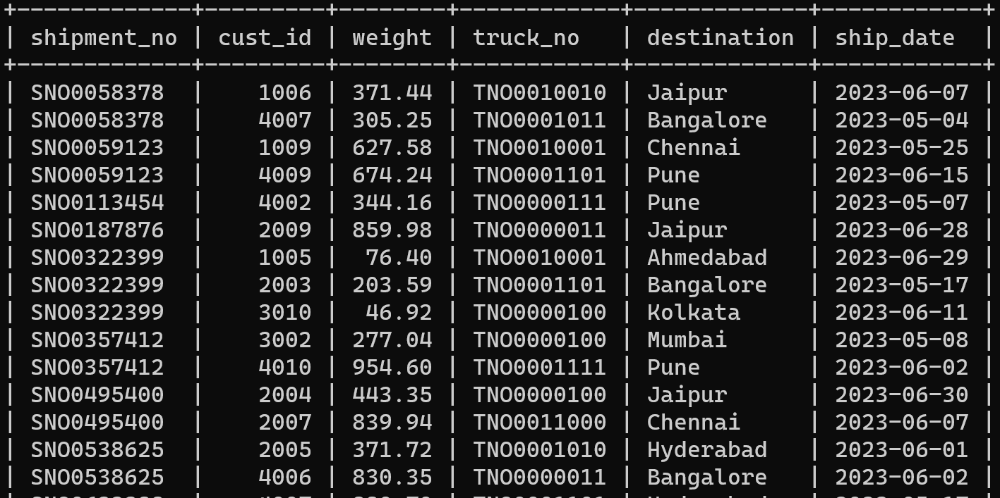 +-------------+---------+--------+------------+-------------+------------+
| shipment_no | cust_id | weight | truck_no   | destination | ship_date  |
+-------------+---------+--------+------------+-------------+------------+
| SNO0058378  |    1006 | 371.44 | TNO0010010 | Jaipur      | 2023-06-07 |
| SNO0058378  |    4007 | 305.25 | TNO0001011 | Bangalore   | 2023-05-04 |
| SNO0059123  |    1009 | 627.58 | TNO0010001 | Chennai     | 2023-05-25 |
| SNO0059123  |    4009 | 674.24 | TNO0001101 | Pune        | 2023-06-15 |
| SNO0113454  |    4002 | 344.16 | TNO0000111 | Pune        | 2023-05-07 |
| SNO0187876  |    2009 | 859.98 | TNO0000011 | Jaipur      | 2023-06-28 |
| SNO0322399  |    1005 |  76.40 | TNO0010001 | Ahmedabad   | 2023-06-29 |
| SNO0322399  |    2003 | 203.59 | TNO0001101 | Bangalore   | 2023-05-17 |
| SNO0322399  |    3010 |  46.92 | TNO0000100 | Kolkata     | 2023-06-11 |
| SNO0357412  |    3002 | 277.04 | TNO0000100 | Mumbai      | 2023-05-08 |
| SNO0357412  |    4010 | 954.60 | TNO0001111 | Pune        | 2023-06-02 |
| SNO0495400  |    2004 | 443.35 | TNO0000100 | Jaipur      | 2023-06-30 |
| SNO0495400  |    2007 | 839.94 | TNO0011000 | Chennai     | 2023-06-07 |
| SNO0538625  |    2005 | 371.72 | TNO0001010 | Hyderabad   | 2023-06-01 |
| SNO0538625  |    4006 | 830.35 | TNO0000011 | Bangalore   | 2023-06-02 |